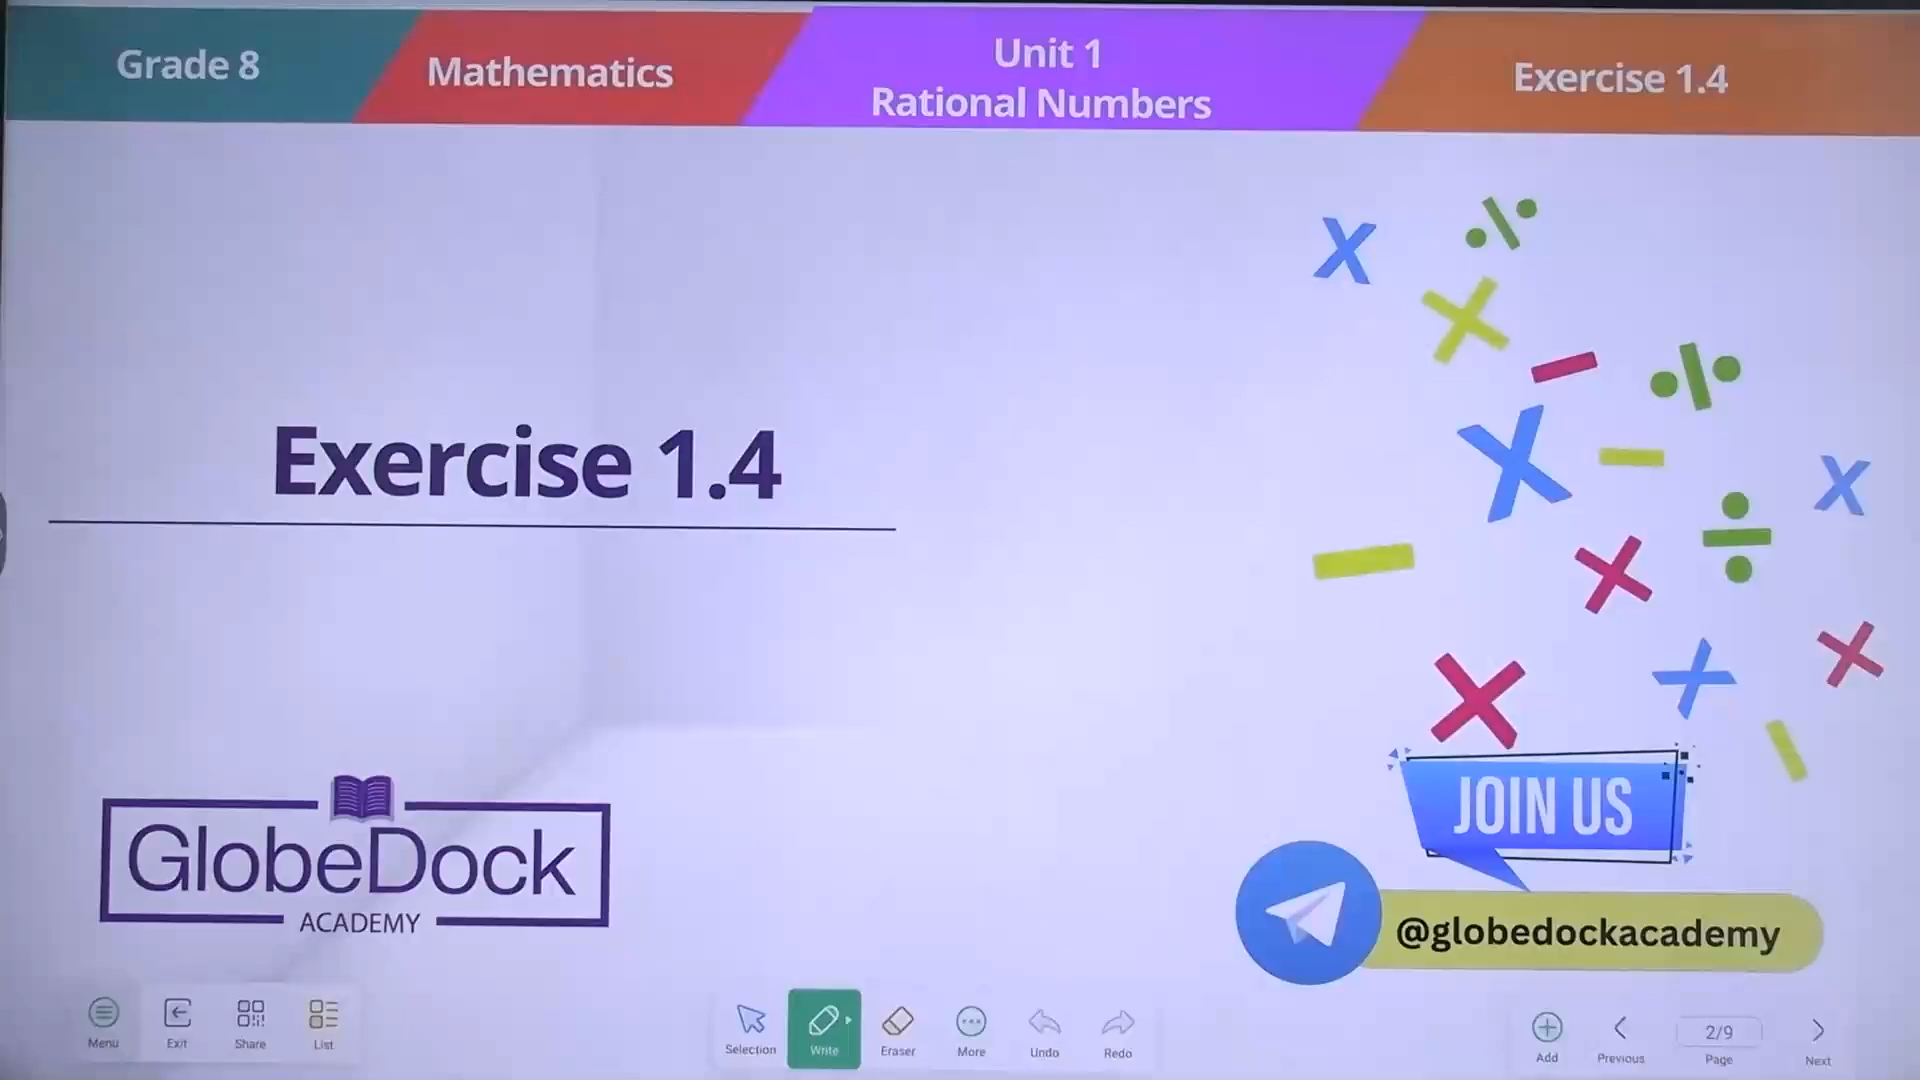 Grade 8
Mathematics
Unit 1
Rational Numbers
Exercise 1.4
Exercise 1.4
GlobeDock
ACADEMY
JOIN US
@globedockacademy
Menu
Exit
Share
List
Selection
Write
Eraser
More
Undo
Redo
Add
Previous
2/9
Page
Next